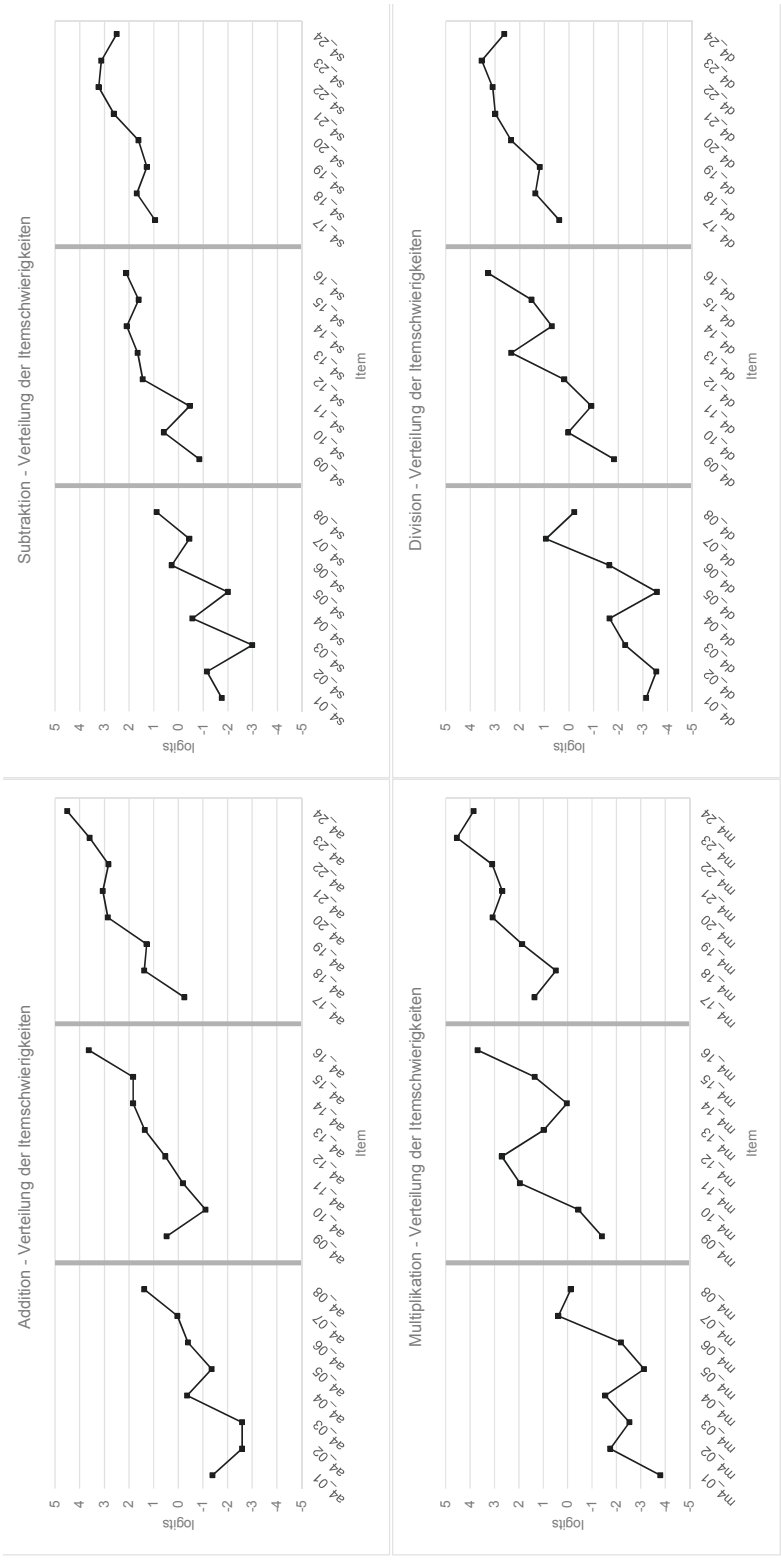 Addition - Verteilung der Itemschwierigkeiten
5
4
3
2
1
0
-1
-2
-3
-4
-5
logits
a4_01
a4_02
a4_03
a4_04
a4_05
a4_06
a4_07
a4_08
a4_09
a4_10
a4_11
a4_12
a4_13
a4_14
a4_15
a4_16
a4_17
a4_18
a4_19
a4_20
a4_21
a4_22
a4_23
a4_24
Item
Subtraktion - Verteilung der Itemschwierigkeiten
5
4
3
2
1
0
-1
-2
-3
-4
-5
logits
s4_01
s4_02
s4_03
s4_04
s4_05
s4_06
s4_07
s4_08
s4_09
s4_10
s4_11
s4_12
s4_13
s4_14
s4_15
s4_16
s4_17
s4_18
s4_19
s4_20
s4_21
s4_22
s4_23
s4_24
Item
Multiplikation - Verteilung der Itemschwierigkeiten
5
4
3
2
1
0
-1
-2
-3
-4
-5
logits
m4_01
m4_02
m4_03
m4_04
m4_05
m4_06
m4_07
m4_08
m4_09
m4_10
m4_11
m4_12
m4_13
m4_14
m4_15
m4_16
m4_17
m4_18
m4_19
m4_20
m4_21
m4_22
m4_23
m4_24
Item
Division - Verteilung der Itemschwierigkeiten
5
4
3
2
1
0
-1
-2
-3
-4
-5
logits
d4_01
d4_02
d4_03
d4_04
d4_05
d4_06
d4_07
d4_08
d4_09
d4_10
d4_11
d4_12
d4_13
d4_14
d4_15
d4_16
d4_17
d4_18
d4_19
d4_20
d4_21
d4_22
d4_23
d4_24
Item